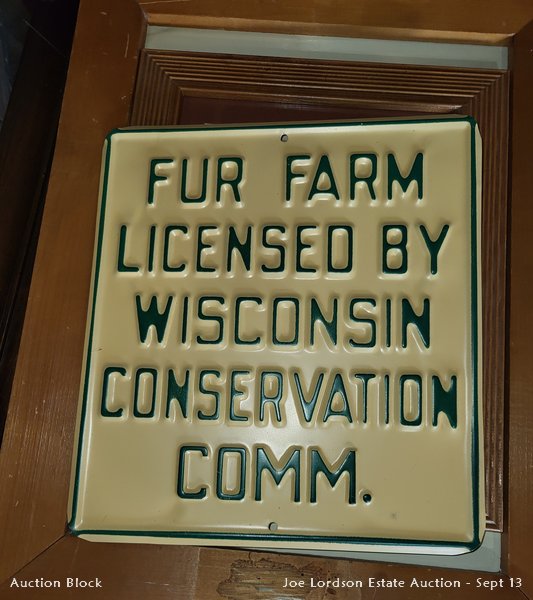 FUR FARM
LICENSED BY
WISCONSIN
CONSERVATION
COMM.
Auction Block
Joe Lordson Estate Auction - Sept 13